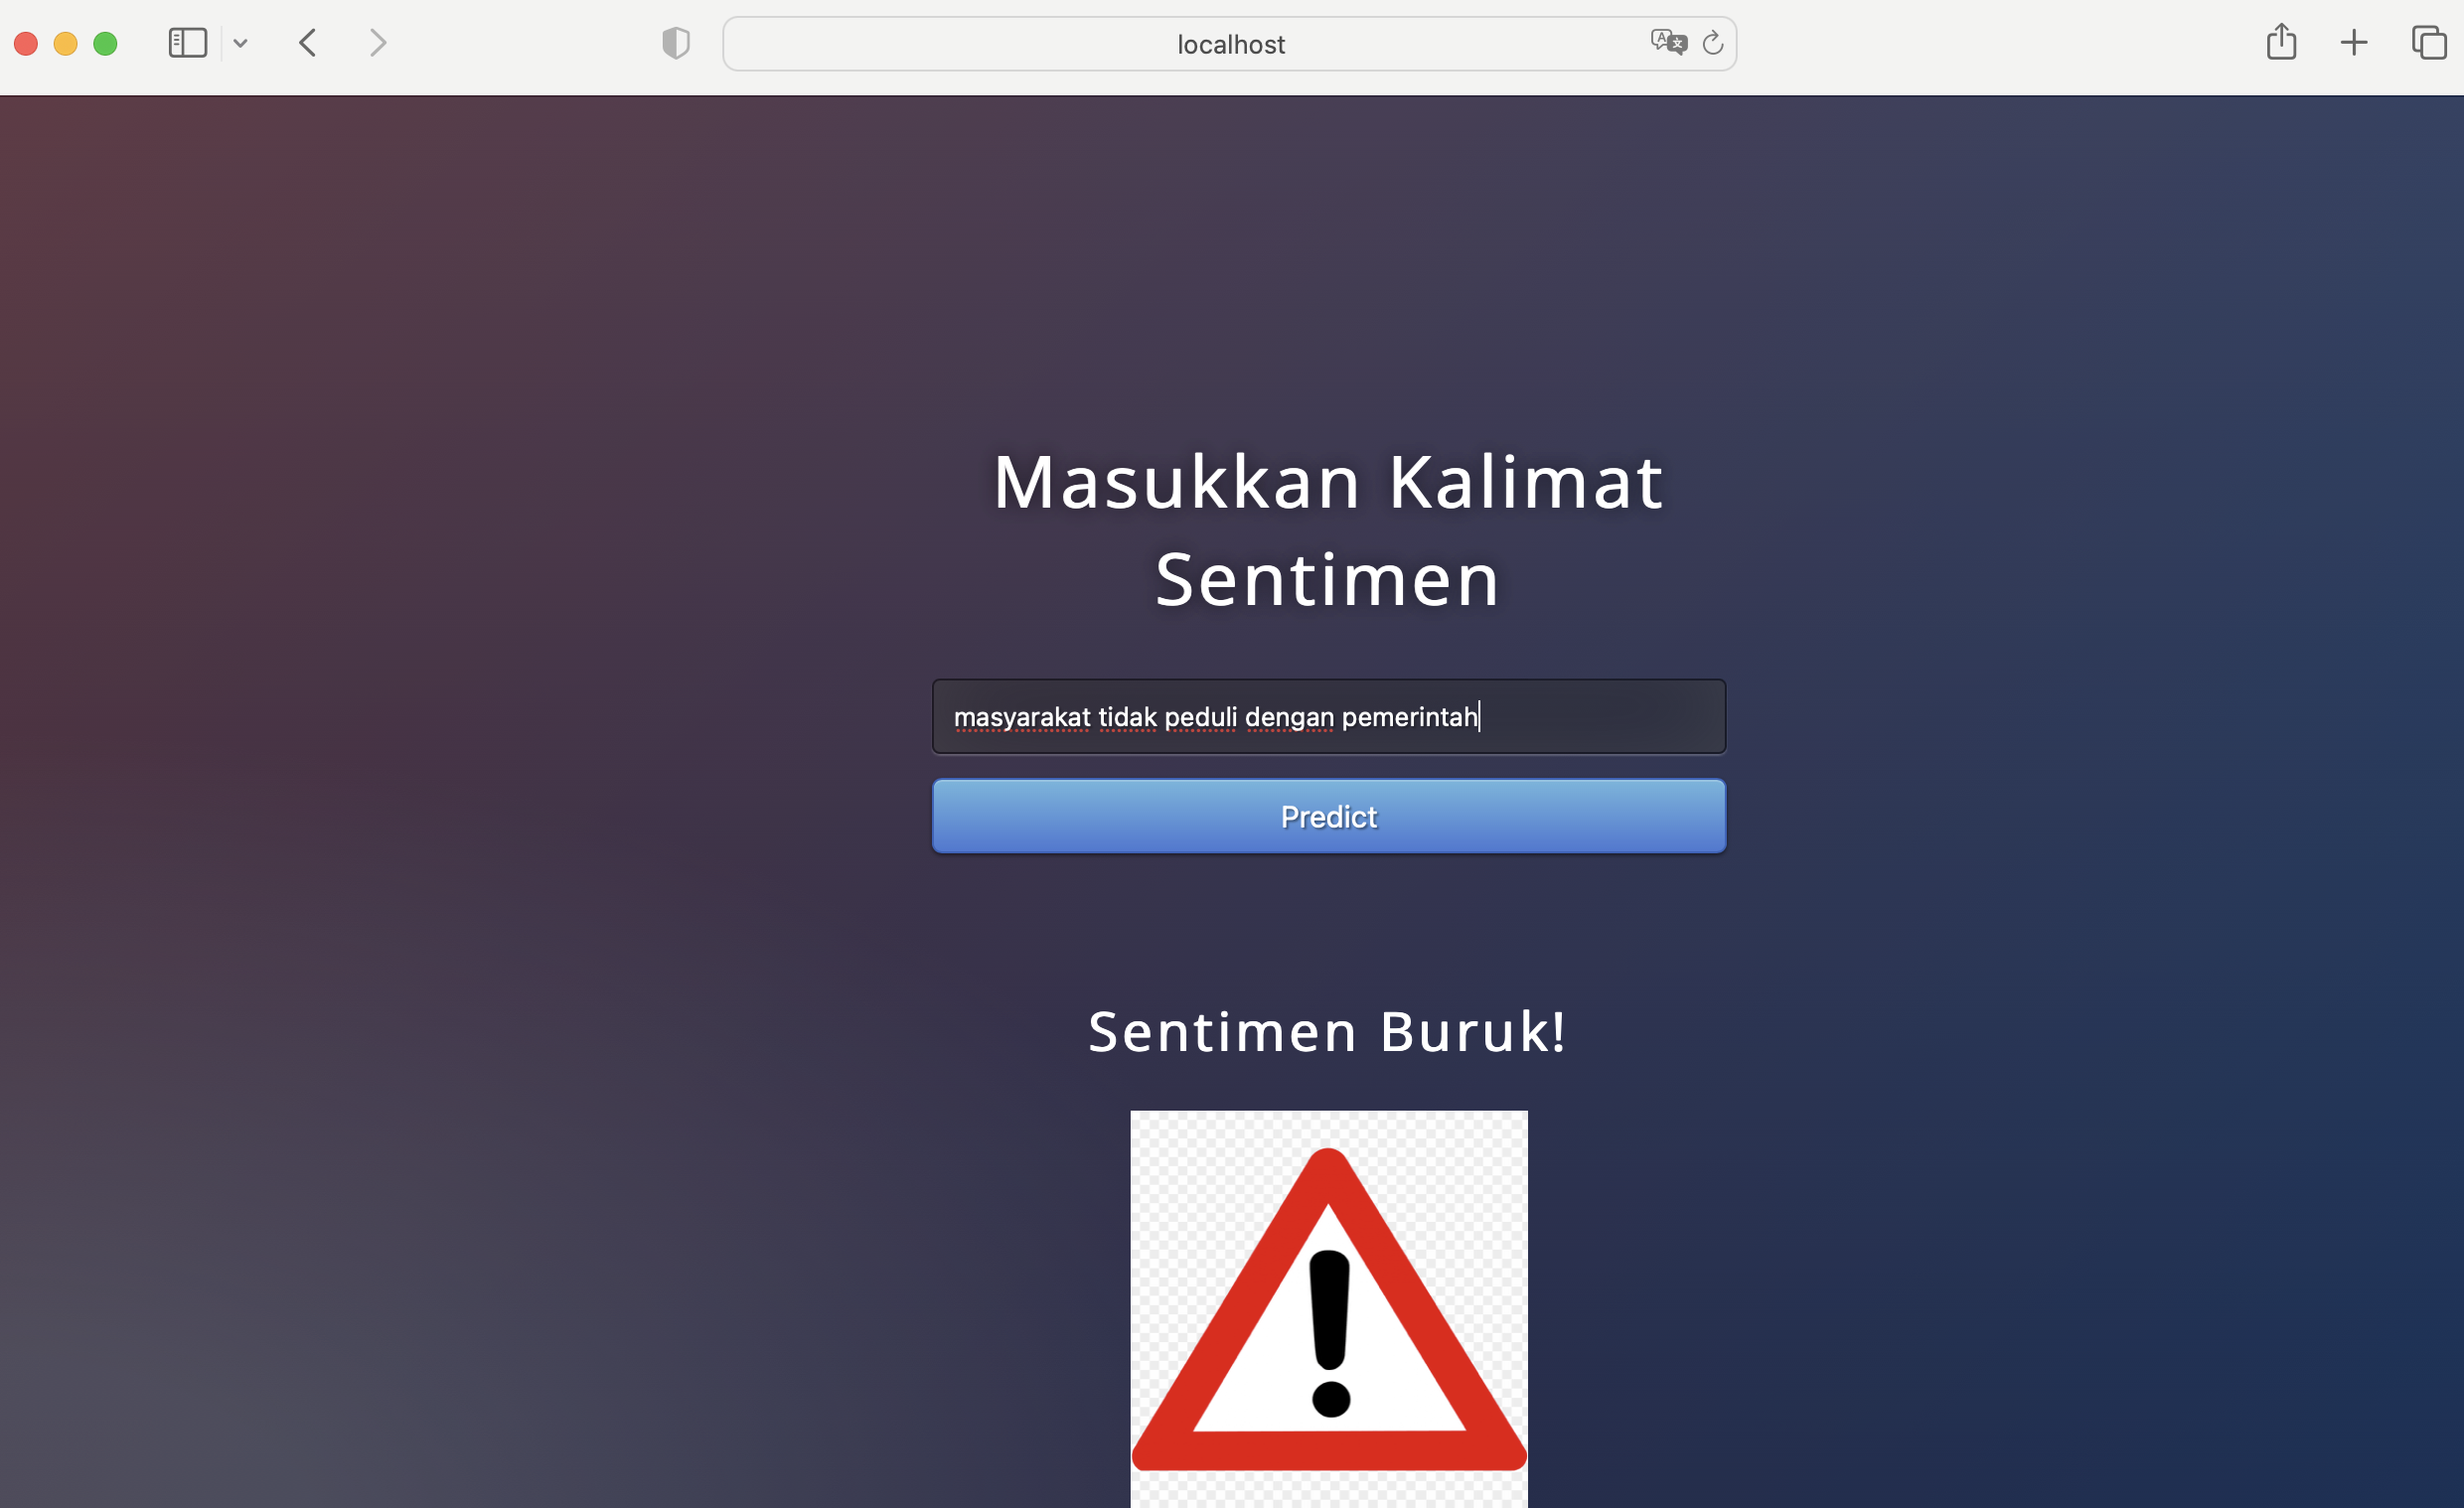 localhost
Masukkan Kalimat
Sentimen
masyarakat tidak peduli dengan pemerintah
Predict
Sentimen Buruk!